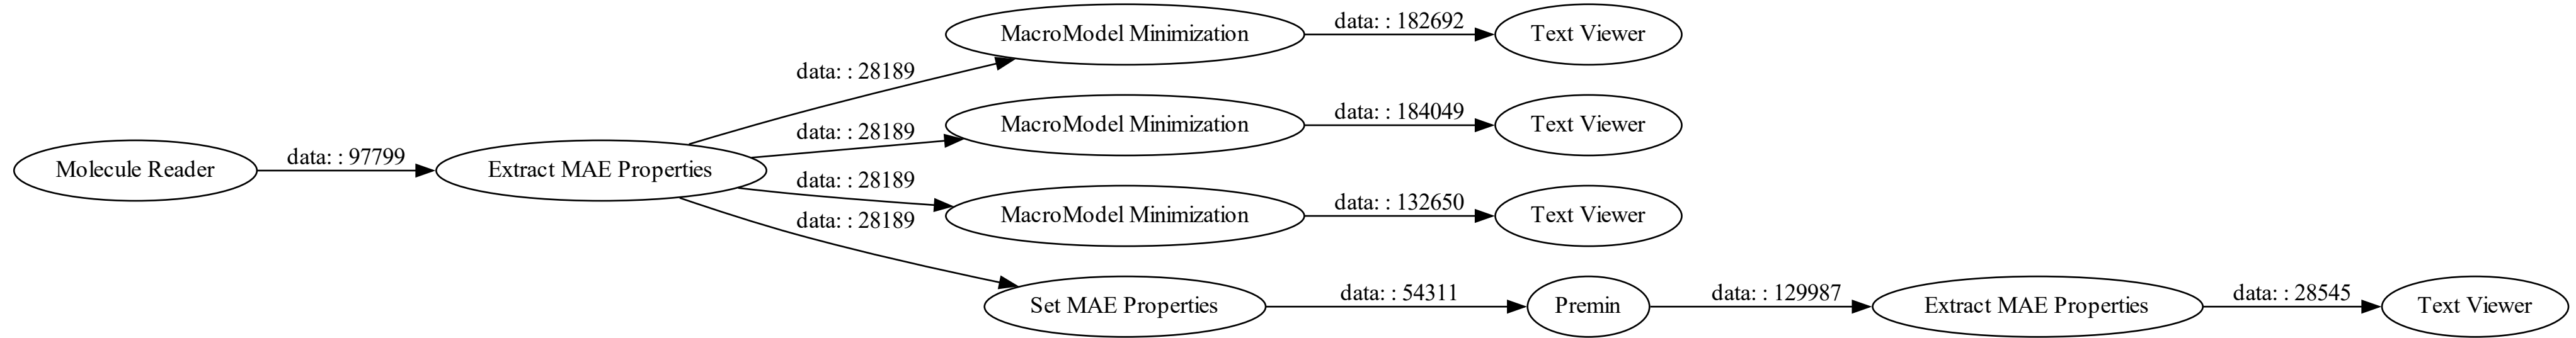 MacroModel Minimization
data: : 182692
Text Viewer
data: : 28189
MacroModel Minimization
data: : 184049
Text Viewer
data: : 28189
Molecule Reader
data: : 97799
Extract MAE Properties
data: : 28189
MacroModel Minimization
data: : 132650
Text Viewer
data: : 28189
Set MAE Properties
data: : 54311
Premin
data: : 129987
Extract MAE Properties
data: : 28545
Text Viewer